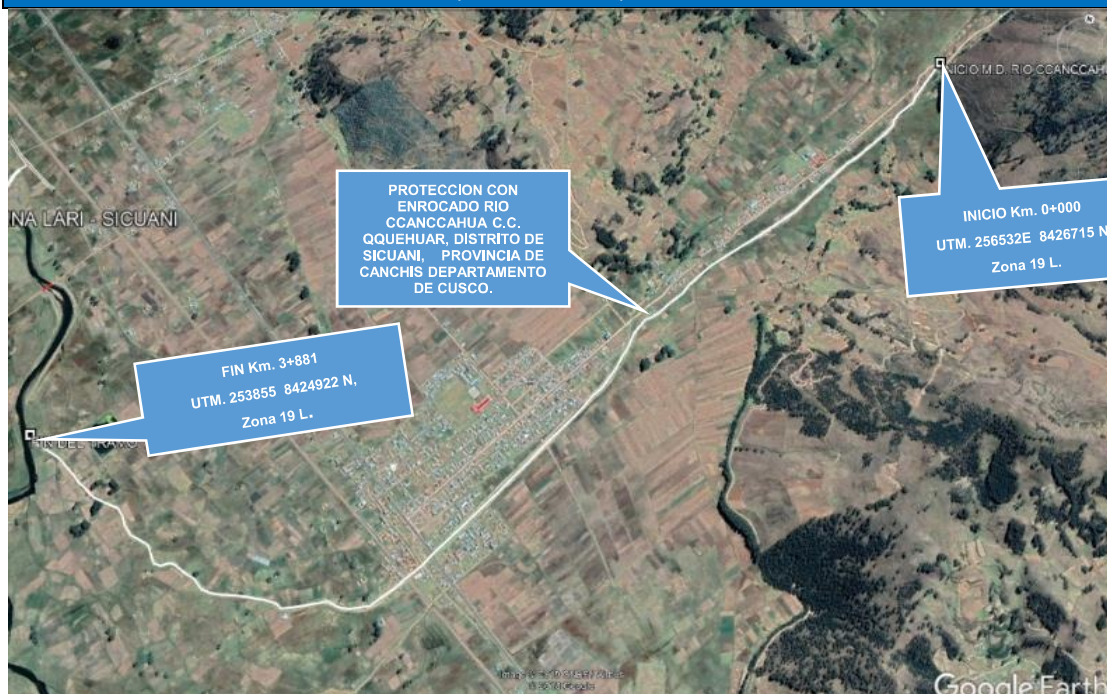 INICIO M.D. RIO CCANCCAH
PROTECCION CON
ENROCADO RIO
CCANCCAHUA C.C.
QQUEHUAR, DISTRITO DE
SICUANI, PROVINCIA DE
CANCHIS DEPARTAMENTO
DE CUSCO.
INICIO Km. 0+000
UTM. 256532E 8426715 N
Zona 19 L.
NA LARI - SICUANI
FIN Km. 3+881
UTM. 253855 8424922 N,
Zona 19 L.
FIN DEL TRAMO
Google Earth